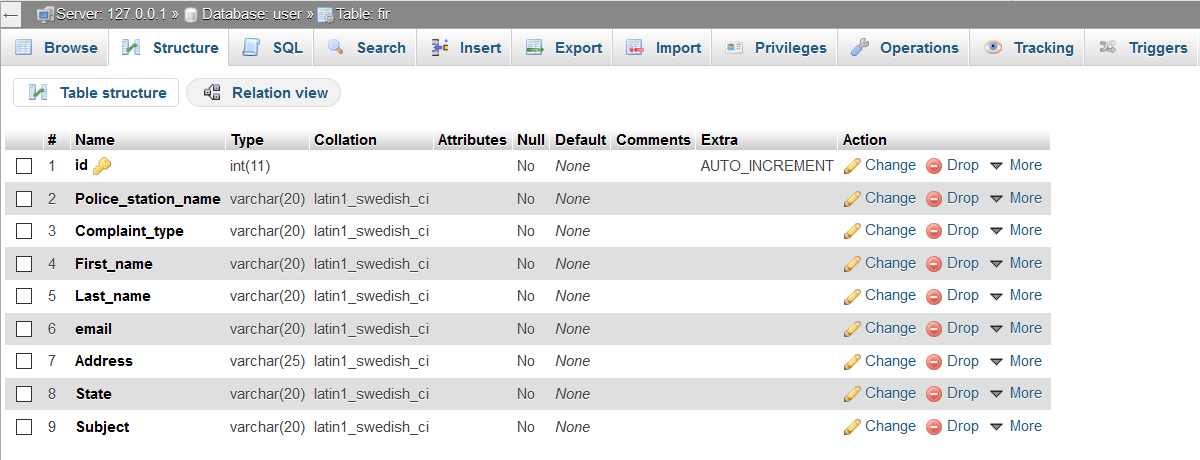 Server: 127.0.0.1 » Database: user » Table: fir
Browse Structure SQL Search Insert Export Import Privileges Operations Tracking Triggers
Table structure Relation view
# Name Type Collation Attributes Null Default Comments Extra Action
1 id int(11) No None AUTO_INCREMENT Change Drop More
2 Police_station_name varchar(20) latin1_swedish_ci No None Change Drop More
3 Complaint_type varchar(20) latin1_swedish_ci No None Change Drop More
4 First_name varchar(20) latin1_swedish_ci No None Change Drop More
5 Last_name varchar(20) latin1_swedish_ci No None Change Drop More
6 email varchar(20) latin1_swedish_ci No None Change Drop More
7 Address varchar(25) latin1_swedish_ci No None Change Drop More
8 State varchar(20) latin1_swedish_ci No None Change Drop More
9 Subject varchar(20) latin1_swedish_ci No None Change Drop More